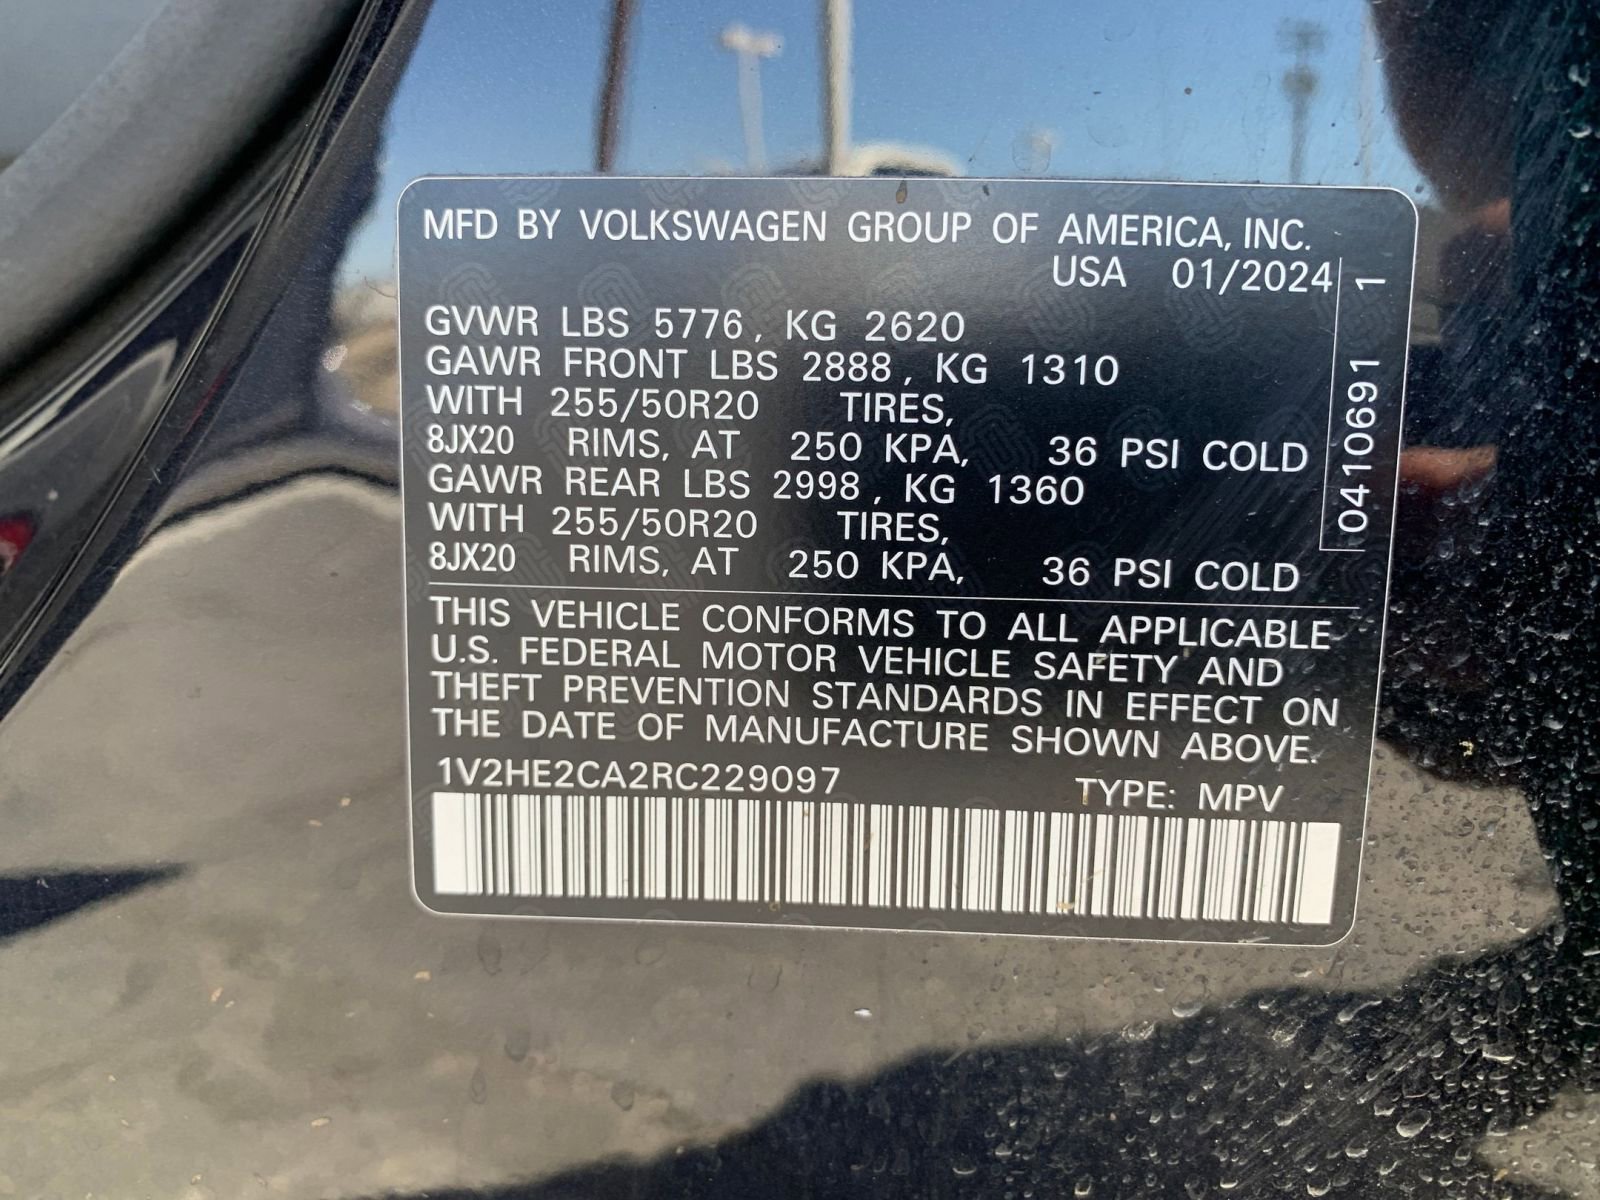 MFD BY VOLKSWAGEN GROUP OF AMERICA, INC.
USA 01/2024
GVWR LBS 5776, KG 2620
GAWR FRONT LBS 2888, KG 1310
WITH 255/50R20 TIRES,
8JX20 RIMS, AT 250 KPA, 36 PSI COLD
GAWR REAR LBS 2998, KG 1360
WITH 255/50R20 TIRES,
8JX20 RIMS, AT 250 KPA, 36 PSI COLD
THIS VEHICLE CONFORMS TO ALL APPLICABLE
U.S. FEDERAL MOTOR VEHICLE SAFETY AND
THEFT PREVENTION STANDARDS IN EFFECT ON
THE DATE OF MANUFACTURE SHOWN ABOVE.
1V2HE2CA2RC229097 TYPE: MPV
0410691 1